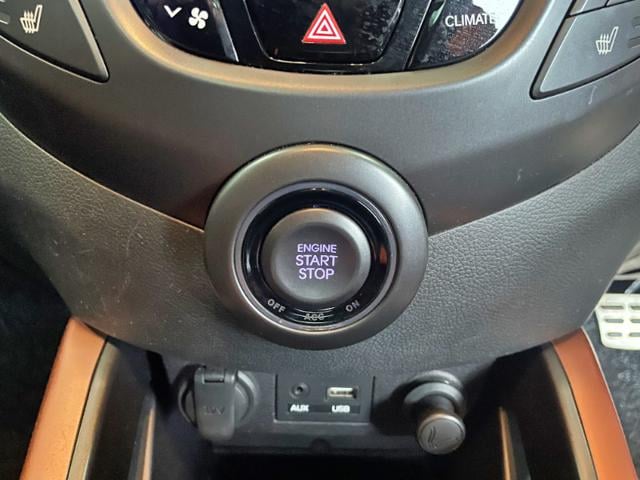 CLIMATE
ENGINE
START
STOP
OFF ACC ON
12V
AUX USB